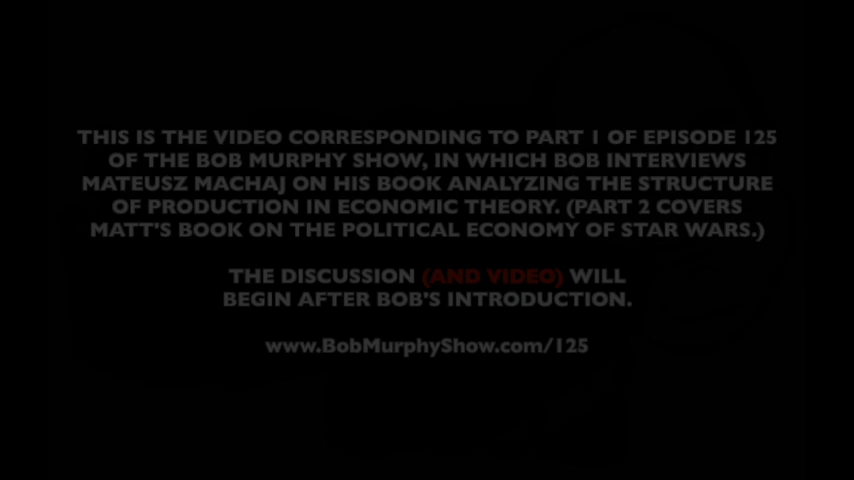 THIS IS THE VIDEO CORRESPONDING TO PART 1 OF EPISODE 125
OF THE BOB MURPHY SHOW, IN WHICH BOB INTERVIEWS
MATEUSZ MACHAJ ON HIS BOOK ANALYZING THE STRUCTURE
OF PRODUCTION IN ECONOMIC THEORY. (PART 2 COVERS
MATT'S BOOK ON THE POLITICAL ECONOMY OF STAR WARS.)
THE DISCUSSION (AND VIDEO) WILL
BEGIN AFTER BOB'S INTRODUCTION.
www.BobMurphyShow.com/125